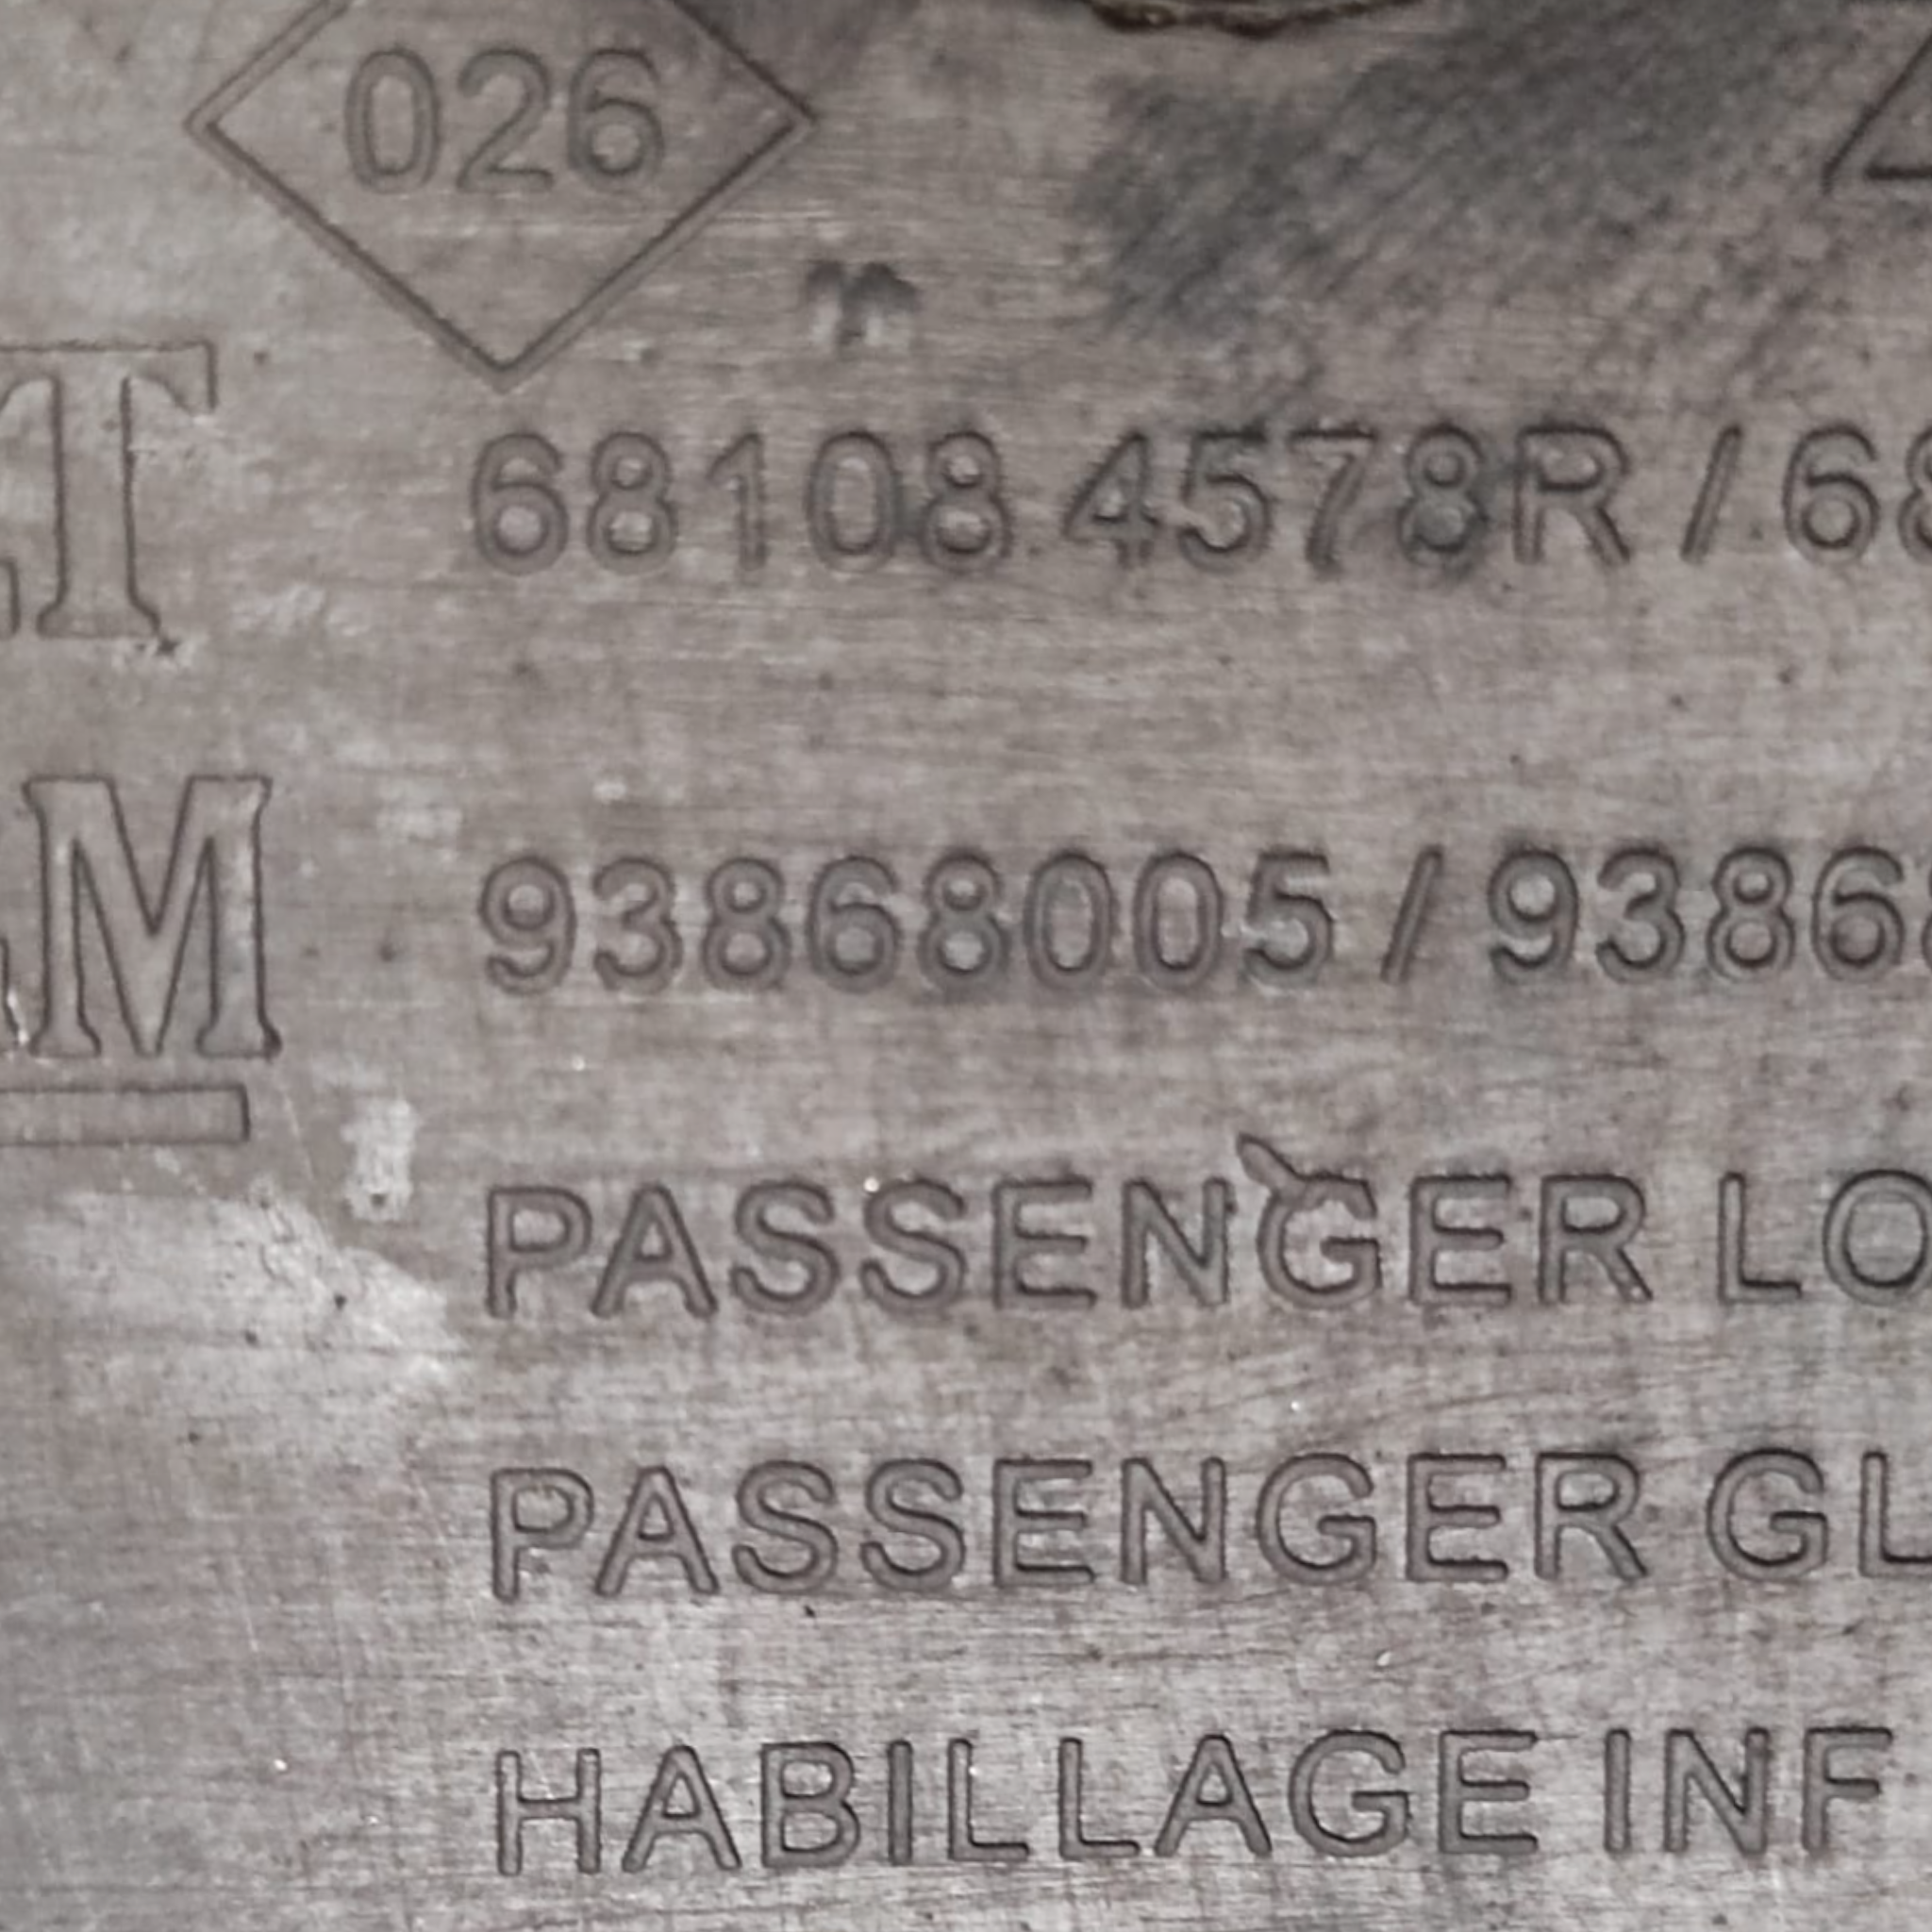 026
T 68108 4578R / 68
M 93868005 / 9386
PASSENGER LO
PASSENGER GL
HABILLAGE INF